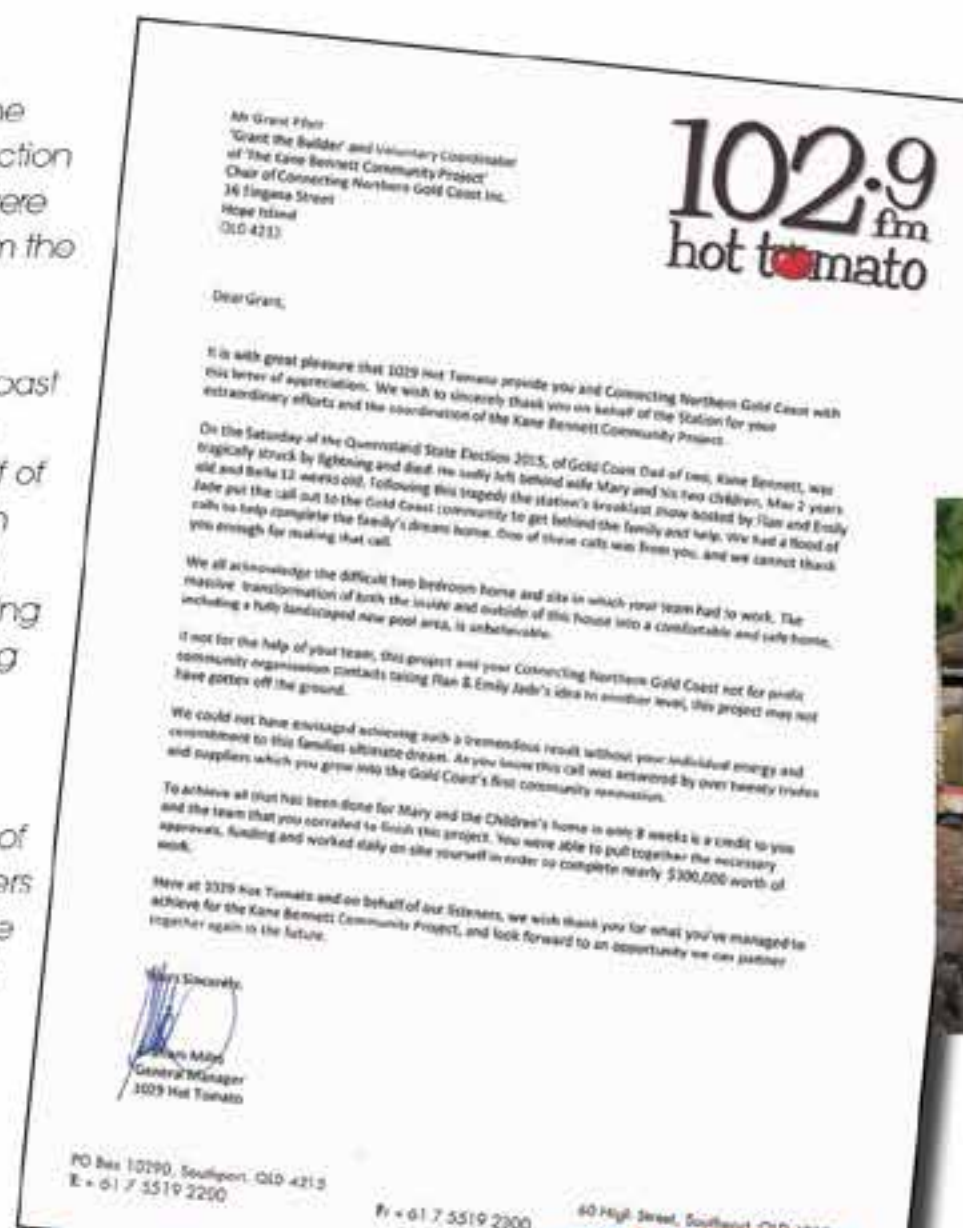 ne
ction
ere
m the
oast
f of
n
ng
g
of
ers
e
Mr Grant Pforr
'Grant the Builder' and Voluntary Coordinator
of 'The Kane Bennett Community Project'
Chair of Connecting Northern Gold Coast Inc.
Street
Hope Island
QLD 4212
102.9
fm
hot tomato
Dear Grant,
It is with great pleasure that 1029 Hot Tomato provide you and Connecting Northern Gold Coast with
this letter of appreciation. We wish to sincerely thank you on behalf of the Station for your
extraordinary efforts and the coordination of the Kane Bennett Community Project.
On the Saturday of the Queensland State Election 2015, of Gold Coast Dad of two, Kane Bennett, was
tragically struck by lightning and died. He sadly left behind wife Mary and his two children, Max 2 years
old and Bella 12 weeks old. Following this tragedy the station's breakfast show hosted by Flan and Emily
Jade put the call out to the Gold Coast community to get behind the family and help. We had a flood of
calls to help complete the family's dream home. One of these calls was from you, and we cannot thank
you enough for making that call.
We all acknowledge the difficult two bedroom home and site in which your team had to work. The
massive transformation of both the inside and outside of this house into a comfortable and safe home,
including a fully landscaped new pool area, is unbelievable.
If not for the help of your team, this project and your Connecting Northern Gold Coast not for profit
community organisation contacts taking Flan & Emily Jade's idea to another level, this project may not
have gotten off the ground.
We could not have envisaged achieving such a tremendous result without your individual energy and
commitment to this families ultimate dream. As you know this call was answered by over twenty trades
and suppliers which you grew into the Gold Coast's first community renovation.
To achieve all that has been done for Mary and the Children's home in only 8 weeks is a credit to you
and the team that you corralled to finish this project. You were able to pull together the necessary
approvals, funding and worked daily on site yourself in order to complete nearly $300,000 worth of
work.
Here at 1029 Hot Tomato and on behalf of our listeners, we wish thank you for what you've managed to
achieve for the Kane Bennett Community Project, and look forward to an opportunity we can partner
together again in the future.
Yours Sincerely,
Miles
General Manager
1029 Hot Tomato
PO Box 10290, Southport, QLD 4215
+ 61 7 5519 2200
F: + 61 7 5519 2300
60 High Street, Southport, QLD